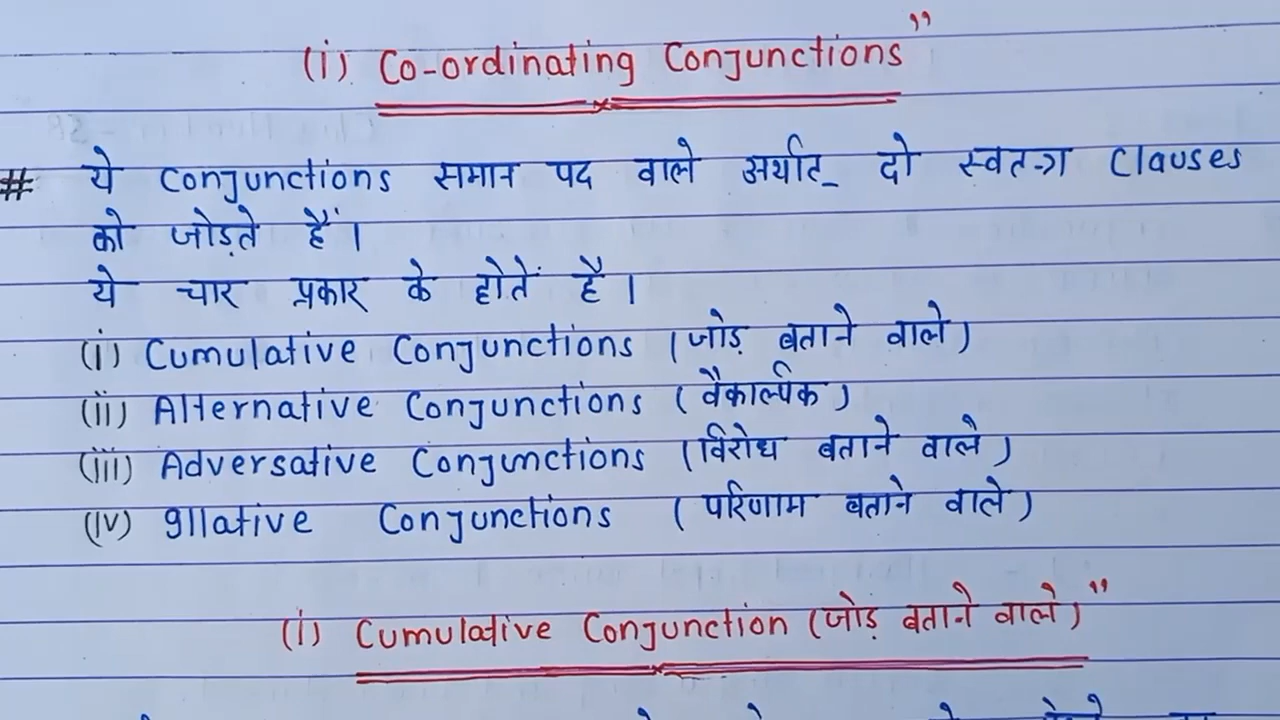 (i) Co-ordinating Conjunctions”
# ये Conjunctions समान पद वाले अर्थात् दो स्वतन्त्र Clauses
को जोड़ते हैं।
ये चार प्रकार के होतें है।
(i) Cumulative Conjunctions (जोड़ बताने वाले)
(ii) Alternative Conjunctions (वैकल्पिक)
(iii) Adversative Conjunctions (विरोध बताने वाले)
(iv) Illative Conjunctions (परिणाम बताने वाले)
(i) Cumulative Conjunction (जोड़ बताने वाले)”